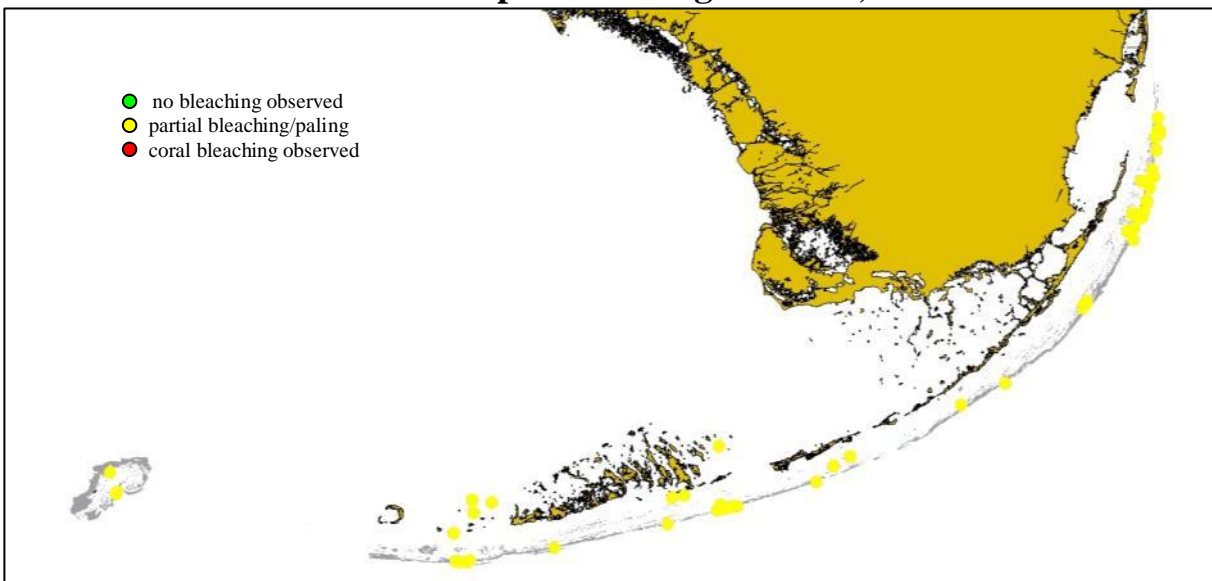 no bleaching observed
partial bleaching/paling
coral bleaching observed